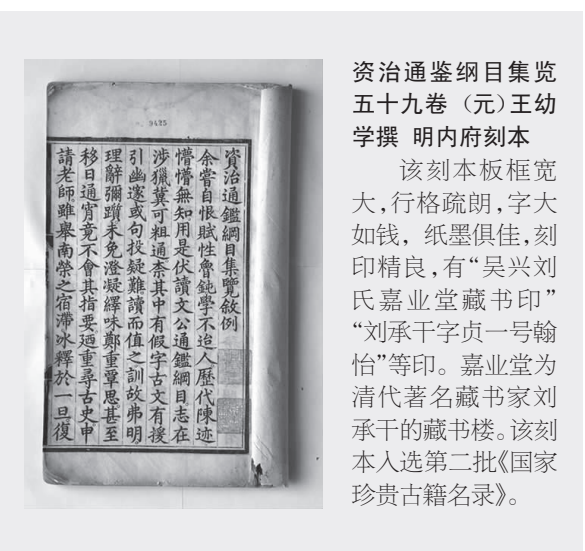 9425
資治通鑑綱目集覽敘例
余嘗自恨賦性魯鈍學不迨人歷代陳迹
懵懵無知用是伏讀文公通鑑綱目志在
涉獵冀可粗通柰其中有假字古文有援
引幽邃或句投疑難讀而值之訓故弗明
理辭彌躓未免澄凝繹味鄭重覃思甚至
移日通宵竟不會其指要廼重尋古史申
請老師雖舉南榮之宿滯冰釋於一旦復
资治通鉴纲目集览
五十九卷（元）王幼
学撰 明内府刻本
该刻本板框宽
大，行格疏朗，字大
如钱，纸墨俱佳，刻
印精良，有“吴兴刘
氏嘉业堂藏书印”
“刘承干字贞一号翰
怡”等印。嘉业堂为
清代著名藏书家刘
承干的藏书楼。该刻
本入选第二批《国家
珍贵古籍名录》。